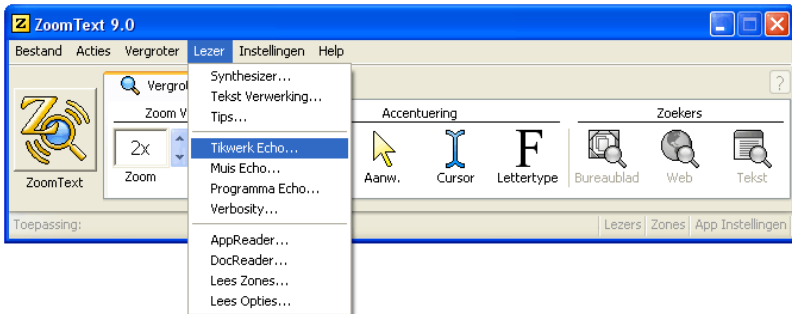 ZoomText 9.0
Bestand Acties Vergroter Lezer Instellingen Help
Synthesizer...
Tekst Verwerking...
Tips...
Tikwerk Echo...
Muis Echo...
Programma Echo...
Verbosity...
AppReader...
DocReader...
Lees Zones...
Lees Opties...
Zoom
2x
Zoom
ZoomText
Accentuering
Aanw. Cursor Lettertype
Zoekers
Bureaublad Web Tekst
Toepassing:
Lezers Zones App Instellingen